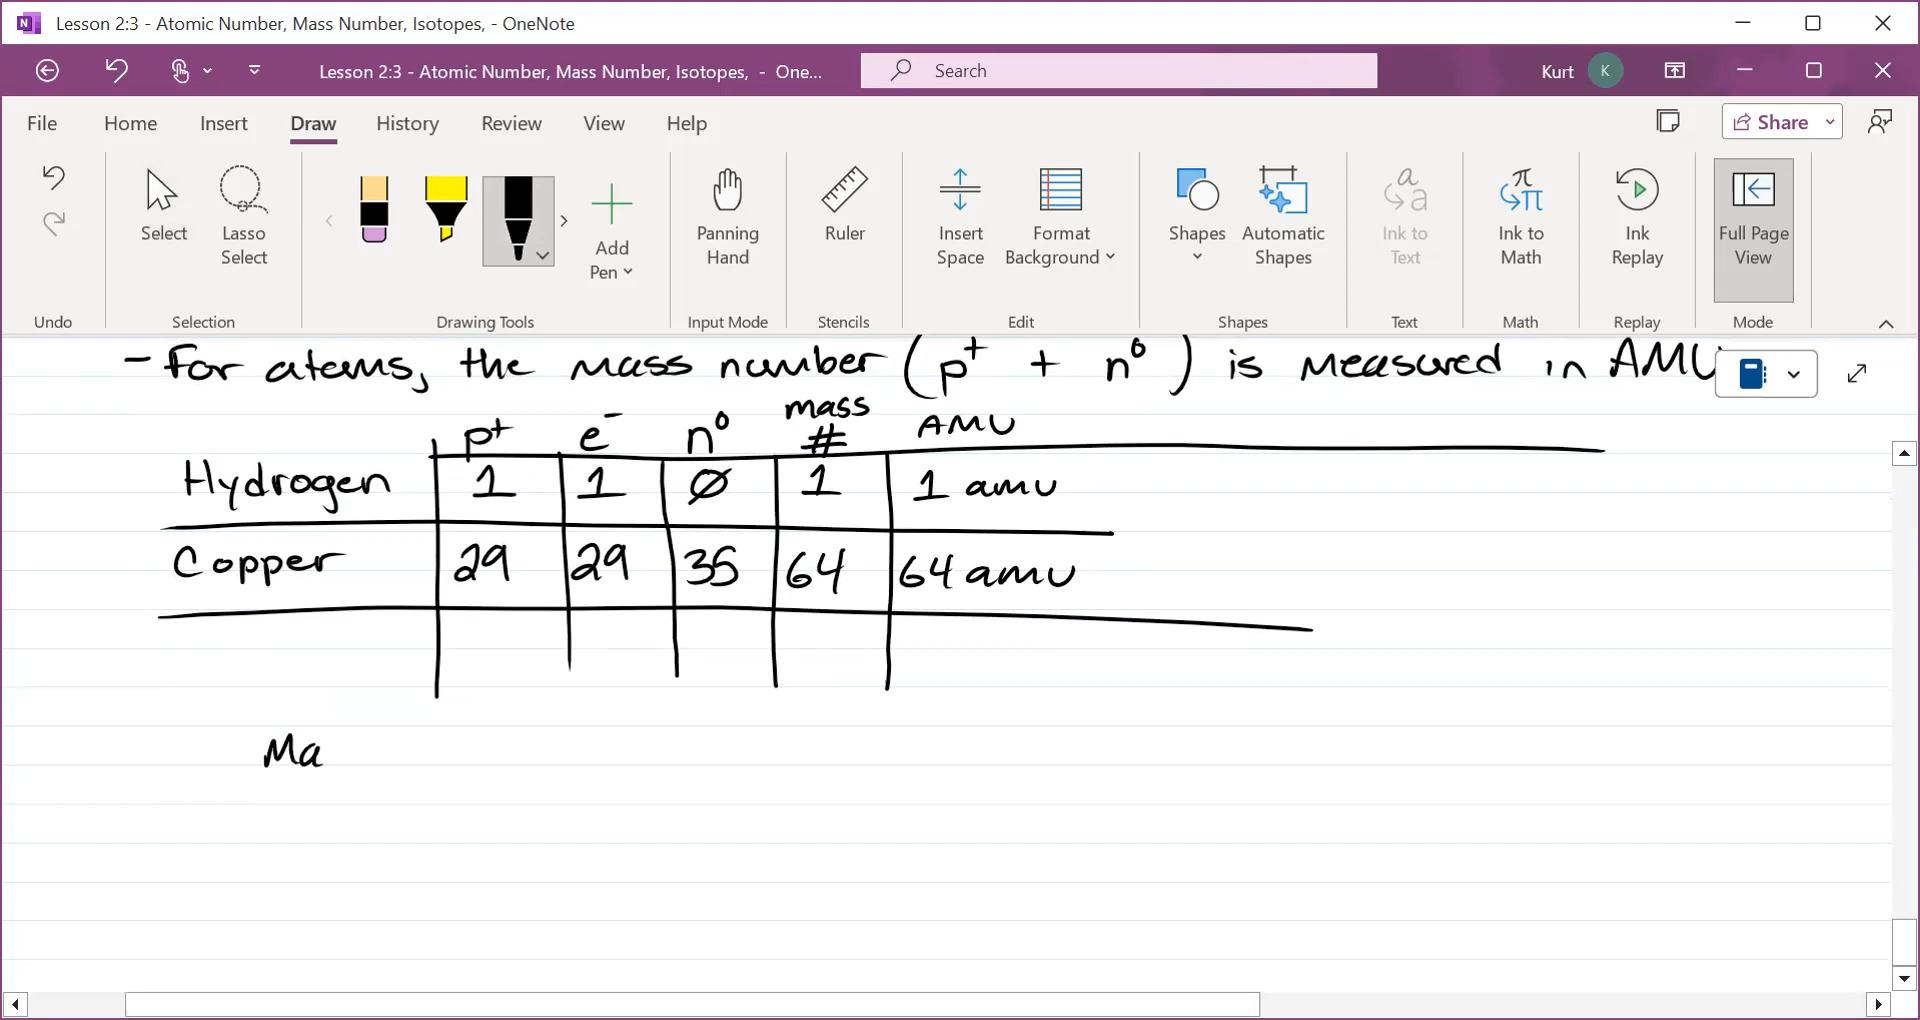 Lesson 2:3 - Atomic Number, Mass Number, Isotopes, - OneNote
Lesson 2:3 - Atomic Number, Mass Number, Isotopes, - One...
Search
Kurt K
File Home Insert Draw History Review View Help
Share
Select
Lasso Select
Add Pen
Panning Hand
Ruler
Insert Space
Format Background
Shapes
Automatic Shapes
Ink to Text
Ink to Math
Ink Replay
Full Page View
Undo Selection Drawing Tools Input Mode Stencils Edit Shapes Text Math Replay Mode
- For atoms, the mass number (p⁺ + n⁰) is measured in AMU
p⁺ e⁻ n⁰ mass # AMU
Hydrogen 1 1 Ø 1 1 amu
Copper 29 29 35 64 64 amu
Ma